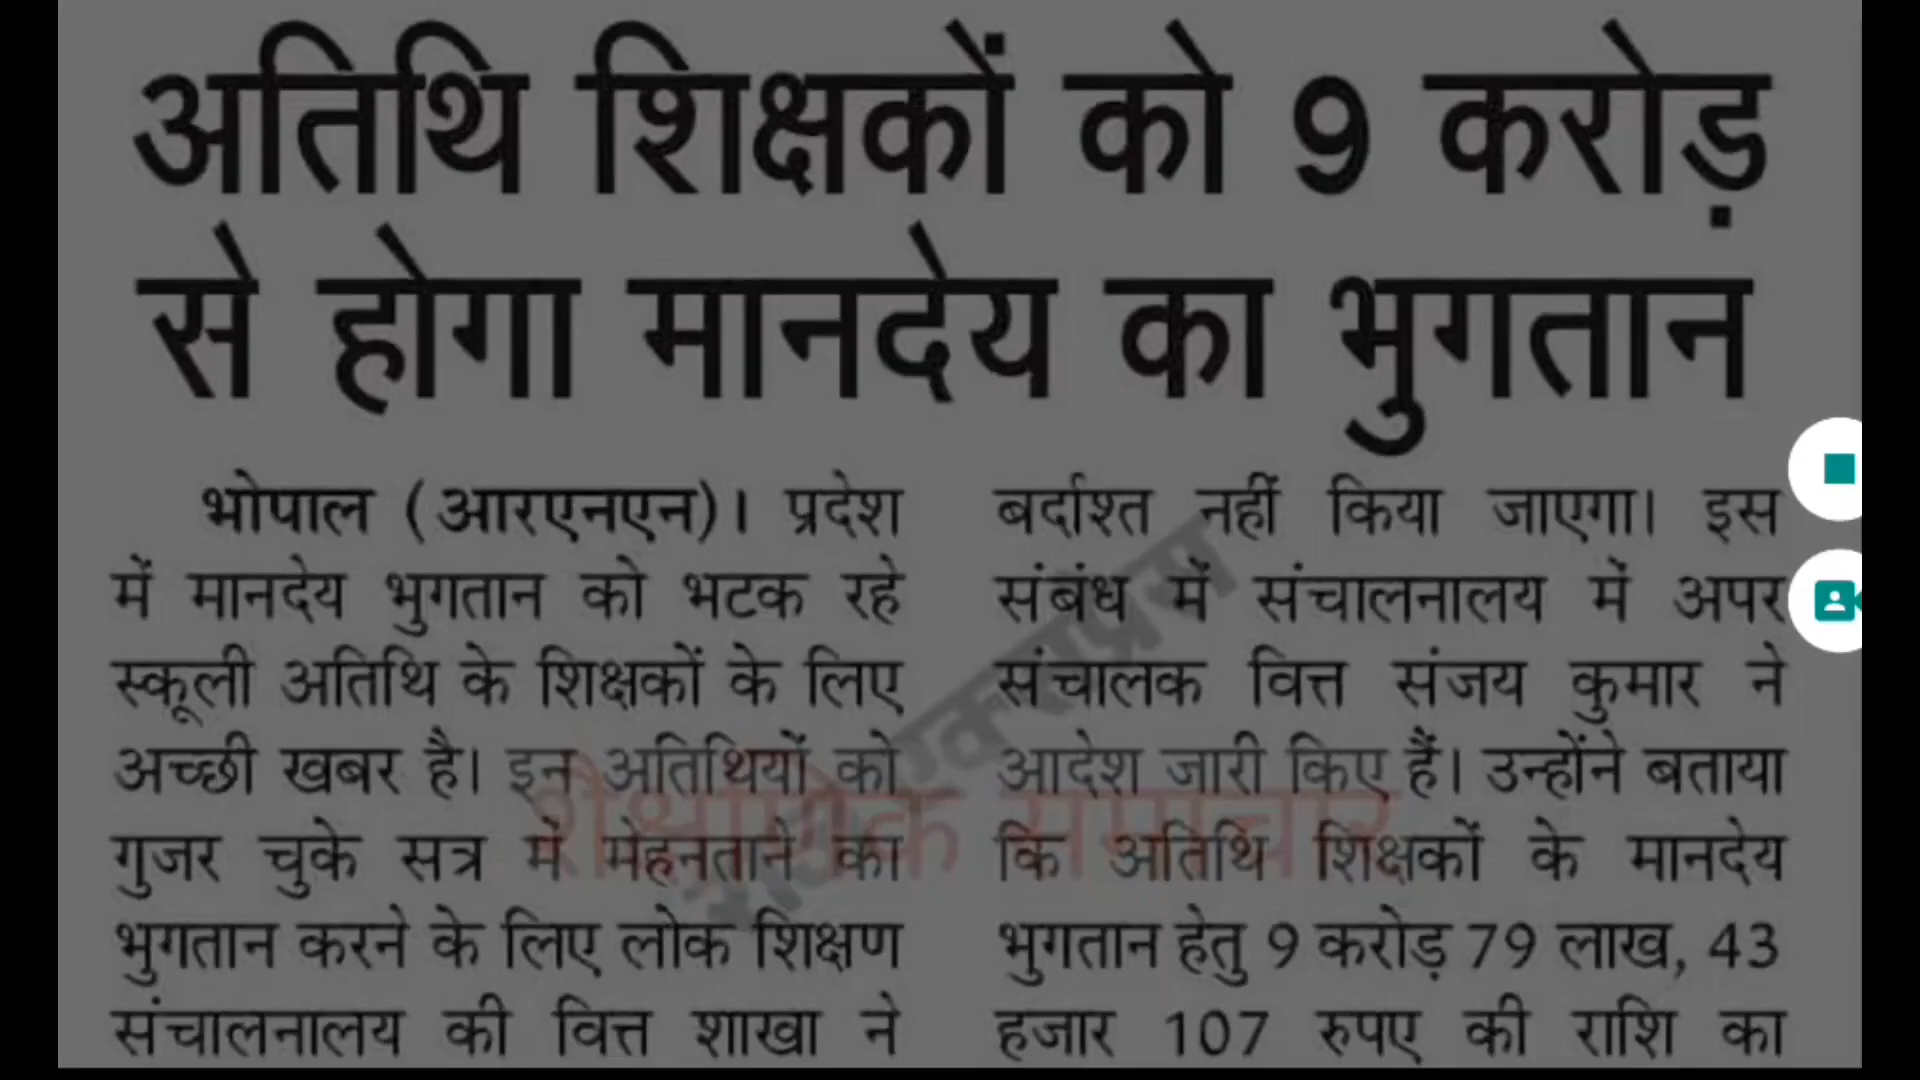 अतिथि शिक्षकों को 9 करोड़
से होगा मानदेय का भुगतान
भोपाल (आरएनएन)। प्रदेश
में मानदेय भुगतान को भटक रहे
स्कूली अतिथि के शिक्षकों के लिए
अच्छी खबर है। इन अतिथियों को
गुजर चुके सत्र में मेहनताने का
भुगतान करने के लिए लोक शिक्षण
संचालनालय की वित्त शाखा ने
बर्दाश्त नहीं किया जाएगा। इस
संबंध में संचालनालय में अपर
संचालक वित्त संजय कुमार ने
आदेश जारी किए हैं। उन्होंने बताया
कि अतिथि शिक्षकों के मानदेय
भुगतान हेतु 9 करोड़ 79 लाख, 43
हजार 107 रुपए की राशि का
शैक्षणिक समाचार